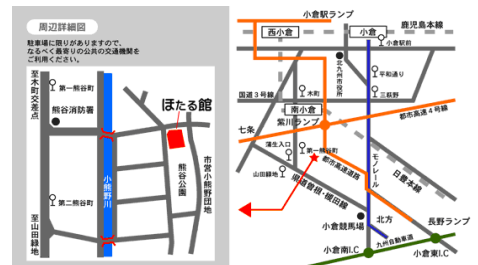 周辺詳細図
駐車場に限りがありますので、
なるべく最寄りの公共の交通機関を
ご利用ください。
至木町交差点
第一熊谷町
熊谷消防署
ほたる館
小熊野川
熊谷公園
市営小熊野団地
第二熊谷町
至山田緑地
小倉駅ランプ
鹿児島本線
西小倉
小倉
小倉駅前
北九州市役所
平和通り
木町
三萩野
国道3号線
南小倉
紫川ランプ
都市高速4号線
七条
蒲生入口
第一熊谷町
山田緑地
都市高速道路
モノレール
日豊本線
県道曽根・槻田線
小倉競馬場
北方
長野ランプ
九州自動車道
小倉南I.C
小倉東I.C